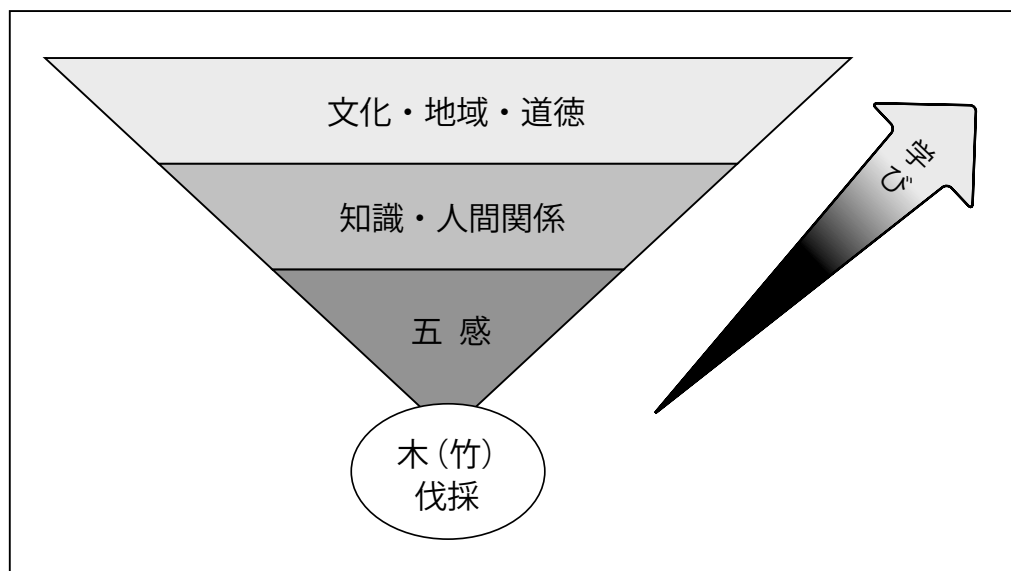 文化・地域・道徳
学び
知識・人間関係
五 感
木（竹）
伐採